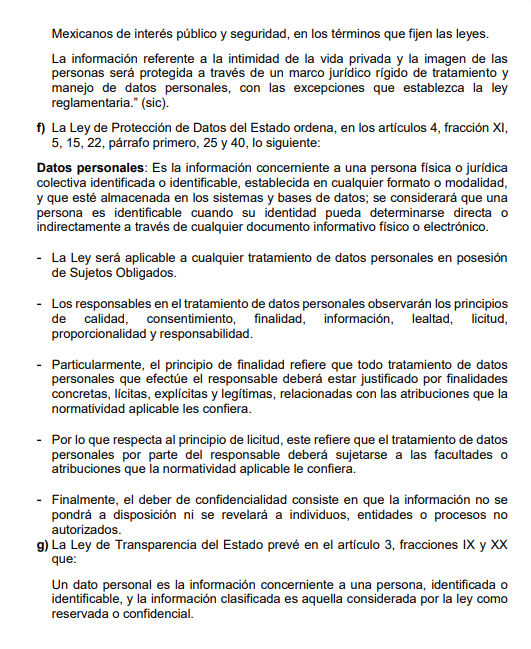 Mexicanos de interés público y seguridad, en los términos que fijen las leyes.
La información referente a la intimidad de la vida privada y la imagen de las
personas será protegida a través de un marco jurídico rígido de tratamiento y
manejo de datos personales, con las excepciones que establezca la ley
reglamentaria.” (sic).
f) La Ley de Protección de Datos del Estado ordena, en los artículos 4, fracción XI,
5, 15, 22, párrafo primero, 25 y 40, lo siguiente:
Datos personales: Es la información concerniente a una persona física o jurídica
colectiva identificada o identificable, establecida en cualquier formato o modalidad,
y que esté almacenada en los sistemas y bases de datos; se considerará que una
persona es identificable cuando su identidad pueda determinarse directa o
indirectamente a través de cualquier documento informativo físico o electrónico.
- La Ley será aplicable a cualquier tratamiento de datos personales en posesión
de Sujetos Obligados.
- Los responsables en el tratamiento de datos personales observarán los principios
de calidad, consentimiento, finalidad, información, lealtad, licitud,
proporcionalidad y responsabilidad.
- Particularmente, el principio de finalidad refiere que todo tratamiento de datos
personales que efectúe el responsable deberá estar justificado por finalidades
concretas, lícitas, explícitas y legítimas, relacionadas con las atribuciones que la
normatividad aplicable les confiera.
- Por lo que respecta al principio de licitud, este refiere que el tratamiento de datos
personales por parte del responsable deberá sujetarse a las facultades o
atribuciones que la normatividad aplicable le confiera.
- Finalmente, el deber de confidencialidad consiste en que la información no se
pondrá a disposición ni se revelará a individuos, entidades o procesos no
autorizados.
g) La Ley de Transparencia del Estado prevé en el artículo 3, fracciones IX y XX
que:
Un dato personal es la información concerniente a una persona, identificada o
identificable, y la información clasificada es aquella considerada por la ley como
reservada o confidencial.